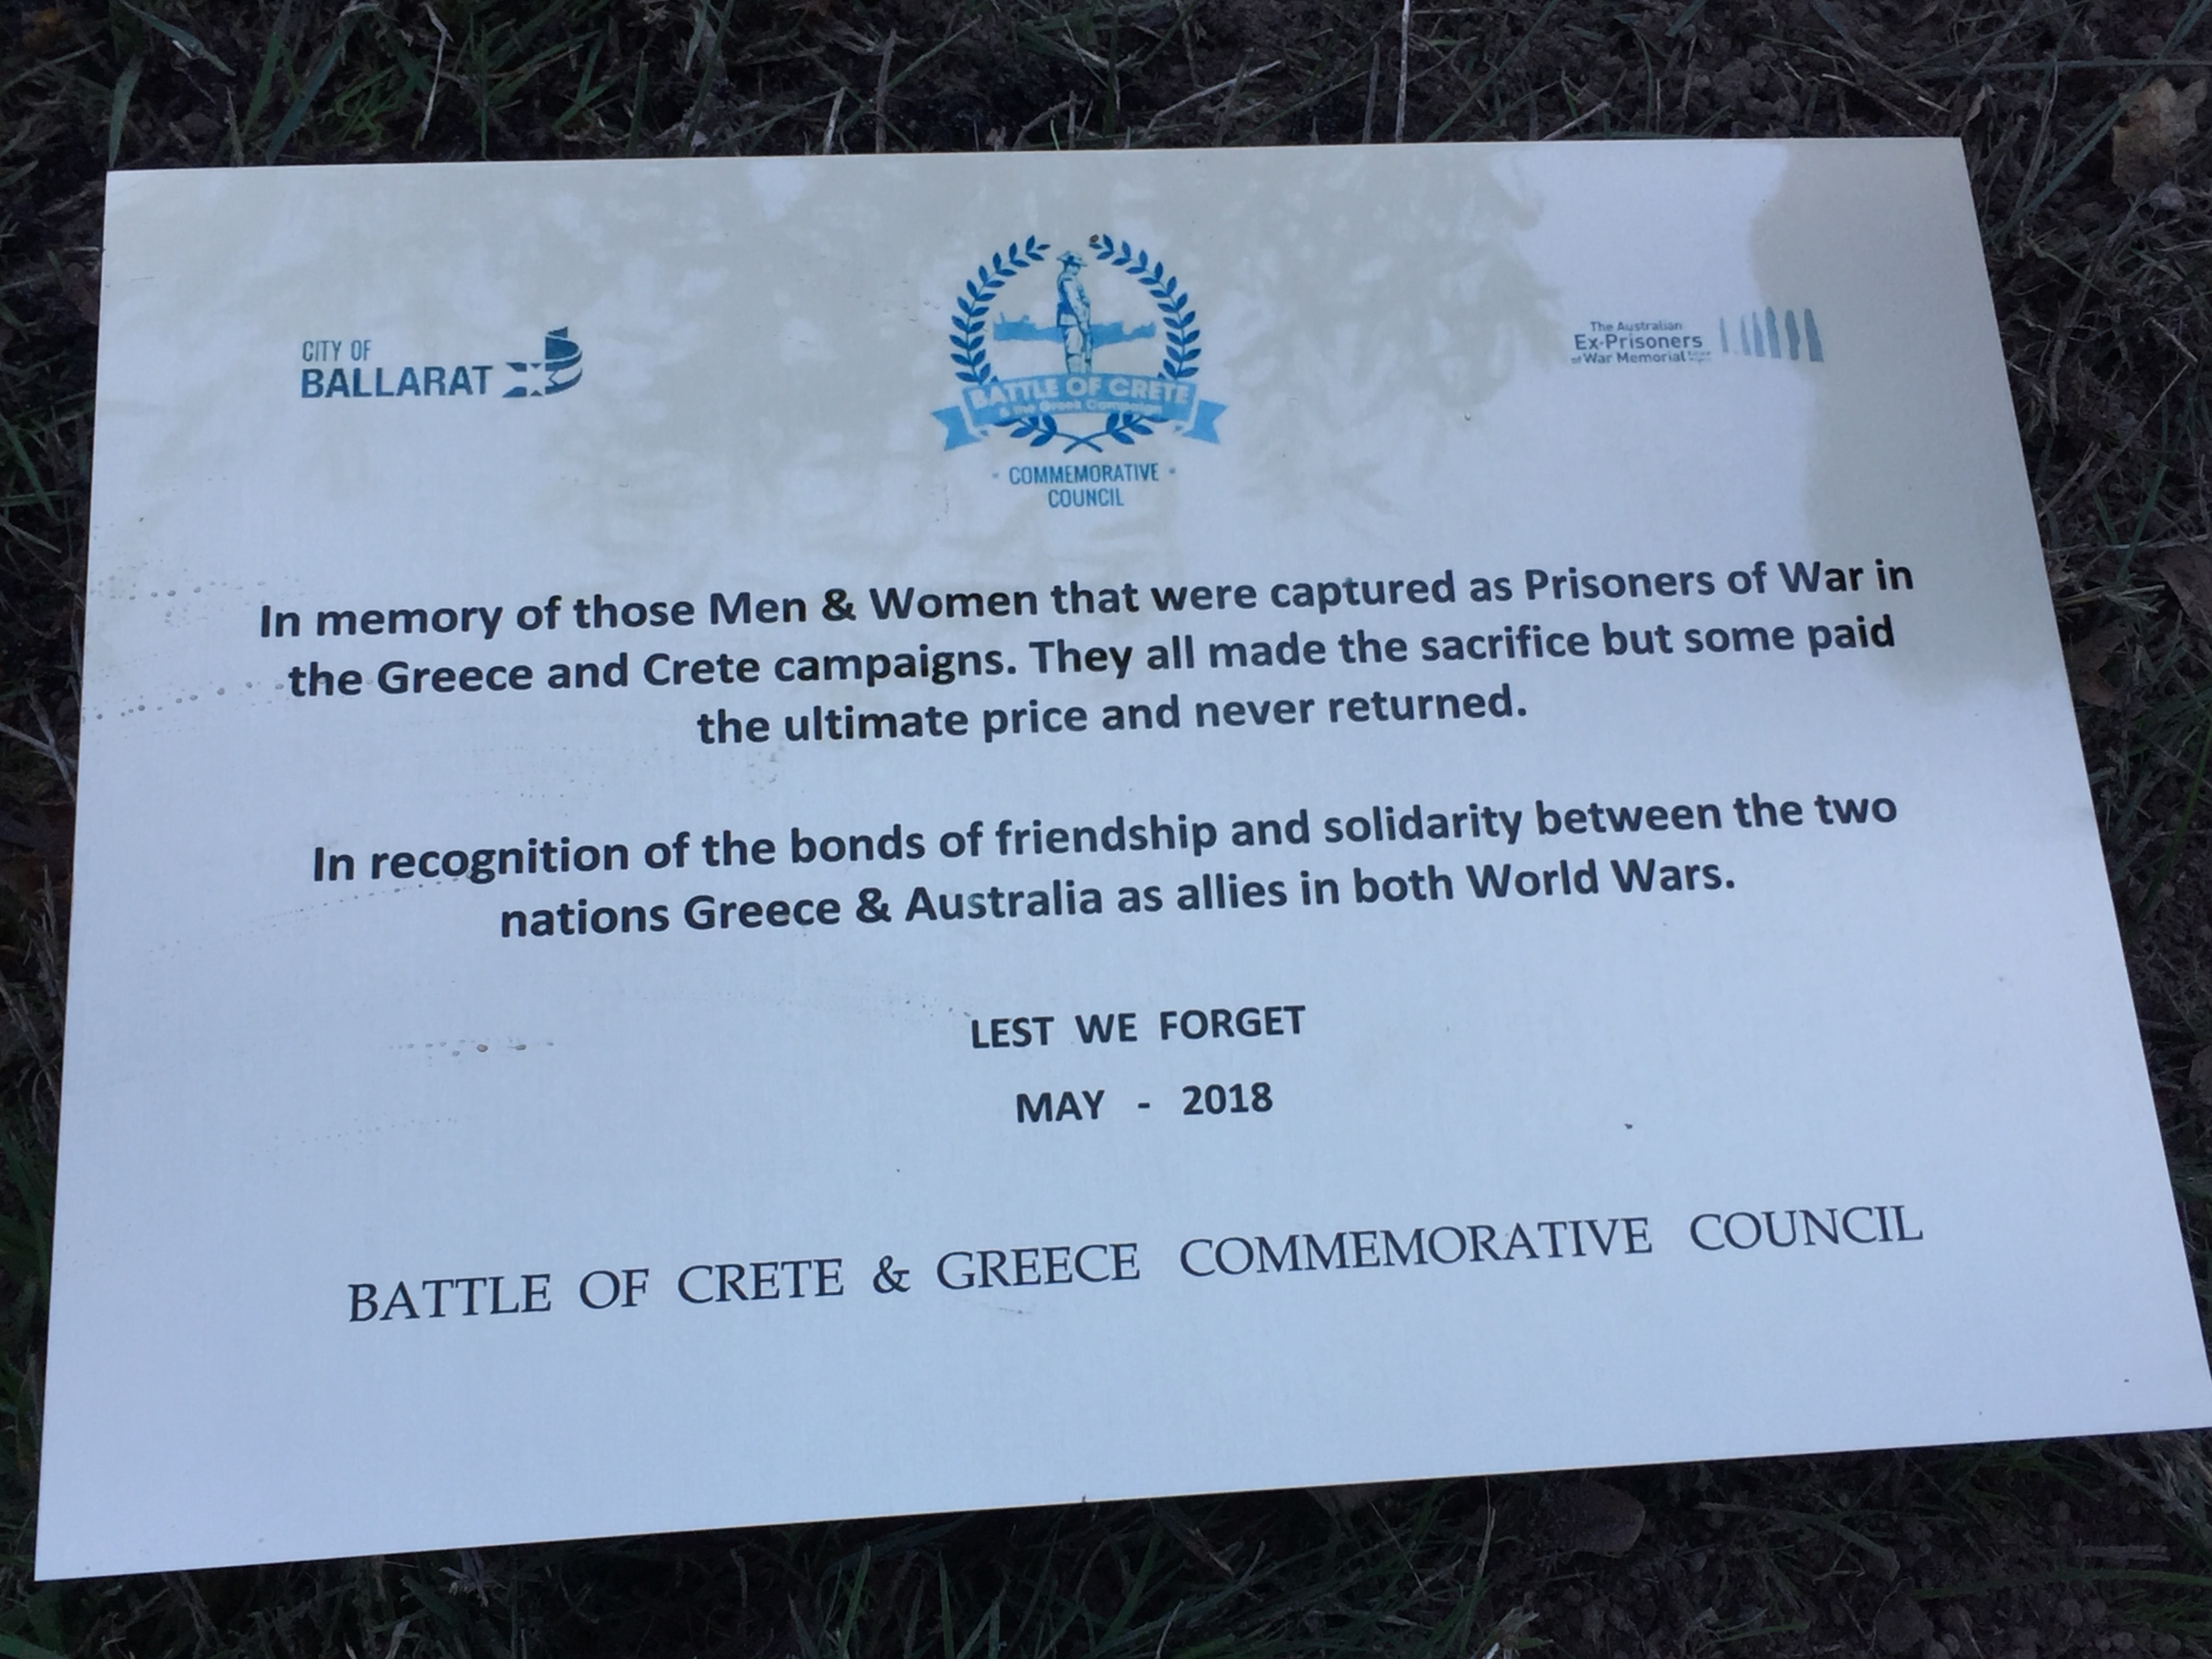 CITY OF
BALLARAT
BATTLE OF CRETE
& the Greek Campaign
- COMMEMORATIVE -
COUNCIL
The Australian
Ex-Prisoners
of War Memorial
In memory of those Men & Women that were captured as Prisoners of War in
the Greece and Crete campaigns. They all made the sacrifice but some paid
the ultimate price and never returned.
In recognition of the bonds of friendship and solidarity between the two
nations Greece & Australia as allies in both World Wars.
LEST WE FORGET
MAY - 2018
BATTLE OF CRETE & GREECE COMMEMORATIVE COUNCIL